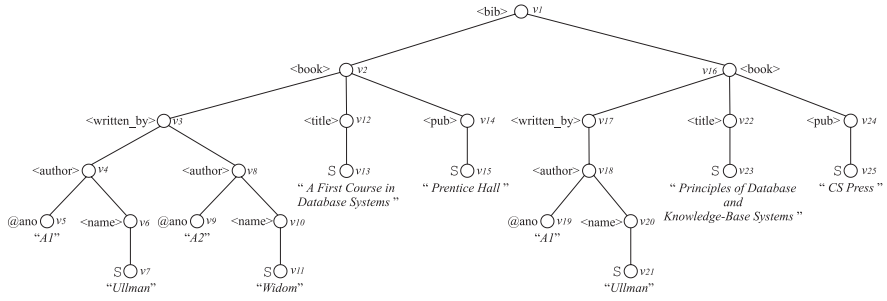 <bib> v1
<book> v2 v16 <book>
<written_by> v3 <title> v12 <pub> v14 <written_by> v17 <title> v22 <pub> v24
<author> v4 <author> v8 S v13 S v15 <author> v18 S v23 S v25
“ A First Course in
Database Systems ”
“ Prentice Hall ”
“ Principles of Database
and
Knowledge-Base Systems ”
“ CS Press ”
@ano v5 <name> v6 @ano v9 <name> v10 @ano v19 <name> v20
“A1” “A2” “A1”
S v7 S v11 S v21
“Ullman” “Widom” “Ullman”